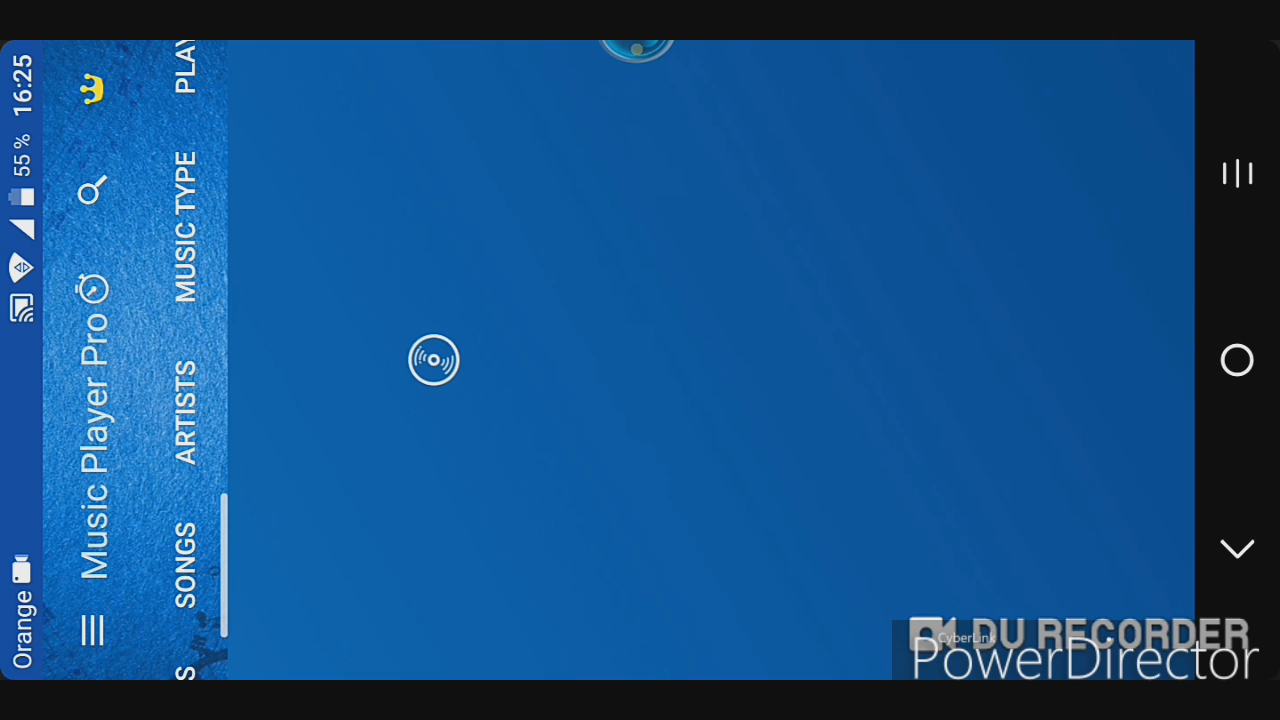 Orange 55 % 16:25
Music Player Pro
S SONGS ARTISTS MUSIC TYPE PLAY
DU RECORDER
CyberLink
PowerDirector